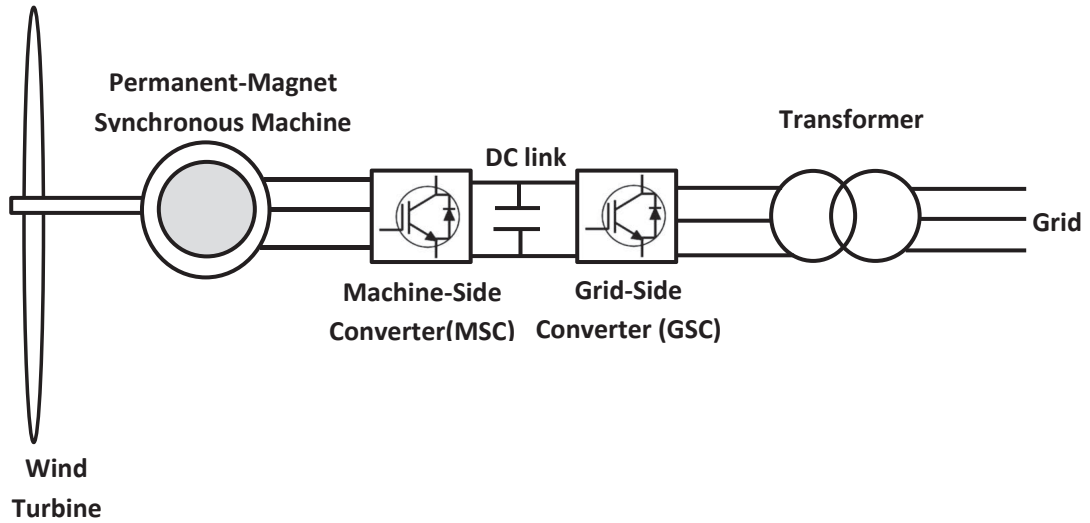 Permanent-Magnet
Synchronous Machine
Transformer
DC link
Grid
Machine-Side
Converter(MSC)
Grid-Side
Converter (GSC)
Wind
Turbine